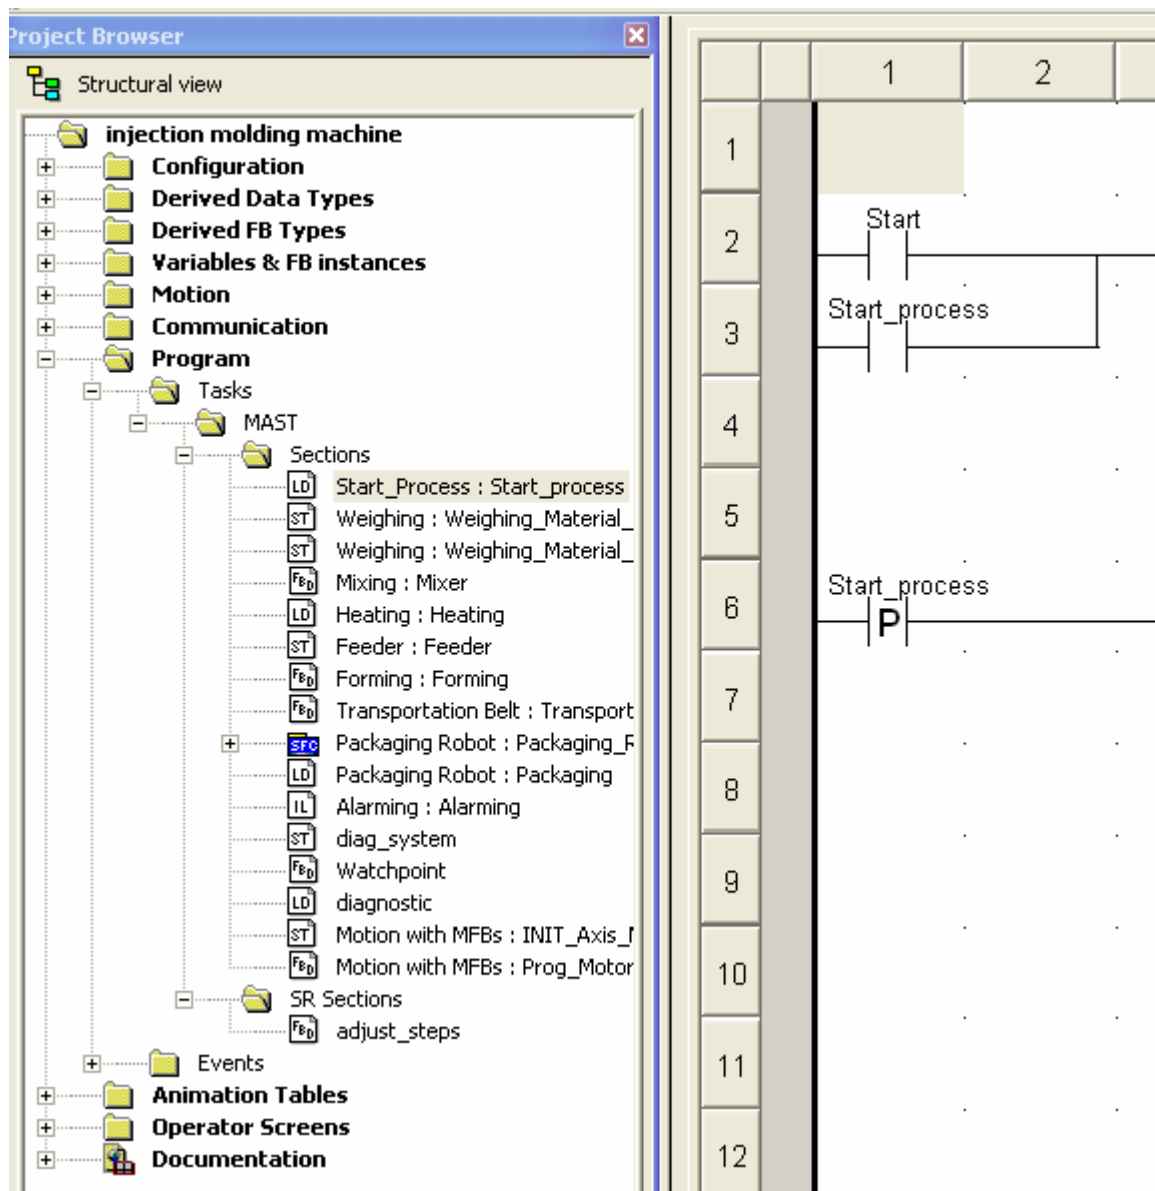 Project Browser
Structural view
injection molding machine
Configuration
Derived Data Types
Derived FB Types
Variables & FB instances
Motion
Communication
Program
Tasks
MAST
Sections
LD Start_Process : Start_process
ST Weighing : Weighing_Material_
ST Weighing : Weighing_Material_
FBD Mixing : Mixer
LD Heating : Heating
ST Feeder : Feeder
FBD Forming : Forming
FBD Transportation Belt : Transport
SFC Packaging Robot : Packaging_R
LD Packaging Robot : Packaging
IL Alarming : Alarming
ST diag_system
FBD Watchpoint
LD diagnostic
ST Motion with MFBs : INIT_Axis_
FBD Motion with MFBs : Prog_Motor
SR Sections
FBD adjust_steps
Events
Animation Tables
Operator Screens
Documentation
1 2
1
Start
2
Start_process
3
4
5
Start_process
6
P
7
8
9
10
11
12